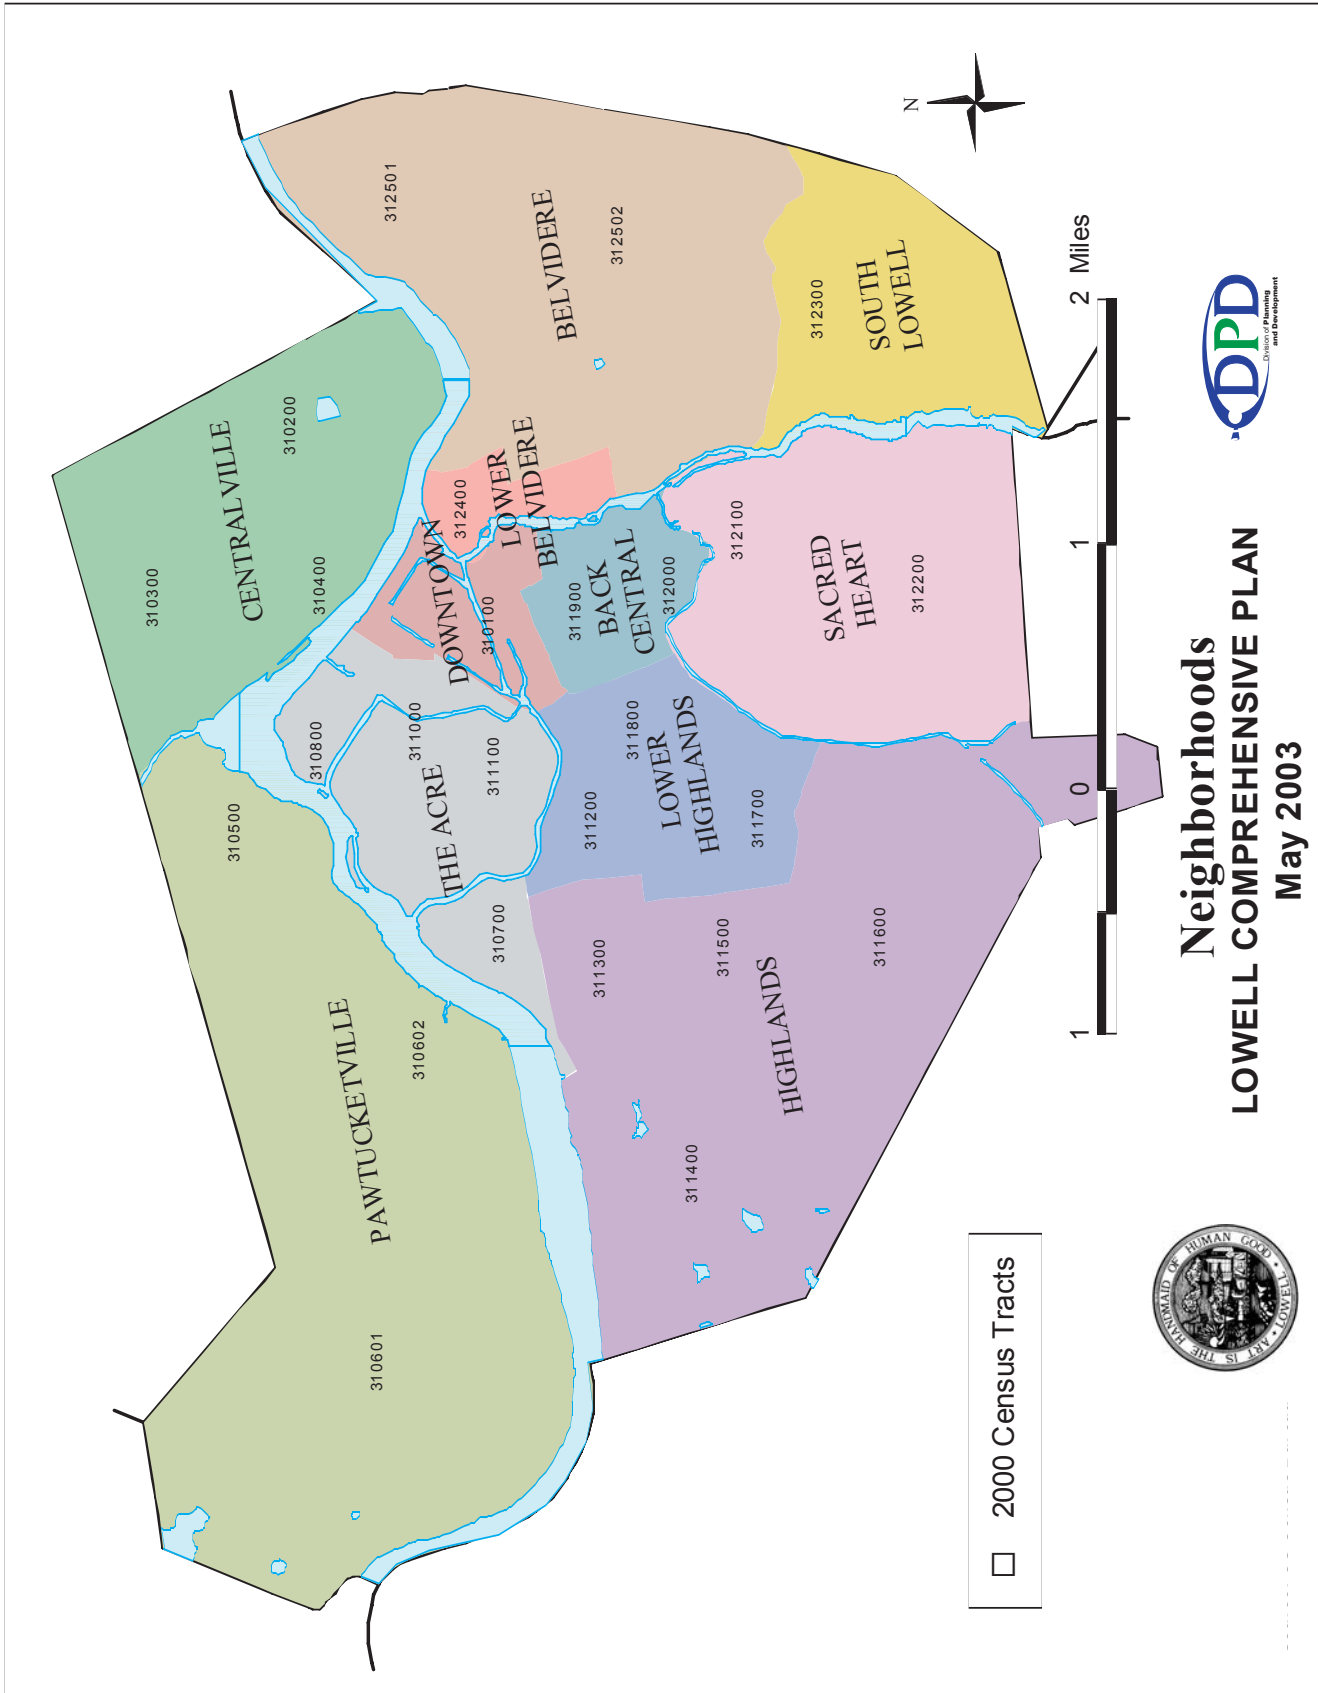 310601
PAWTUCKETVILLE
310602
310500
310300
CENTRALVILLE
310400
310200
310800
311000
THE ACRE
311100
310700
DOWNTOWN
310100
312400
LOWER
BELVIDERE
312501
BELVIDERE
312502
311900
BACK
CENTRAL
312000
311200
311800
LOWER
HIGHLANDS
311700
311300
311500
HIGHLANDS
311400
311600
312100
SACRED
HEART
312200
312300
SOUTH
LOWELL
N
2000 Census Tracts
1 0 1 2 Miles
Neighborhoods
LOWELL COMPREHENSIVE PLAN
May 2003
ART IS THE HANDMAID OF HUMAN GOOD • LOWELL •
DPD
Division of Planning
and Development